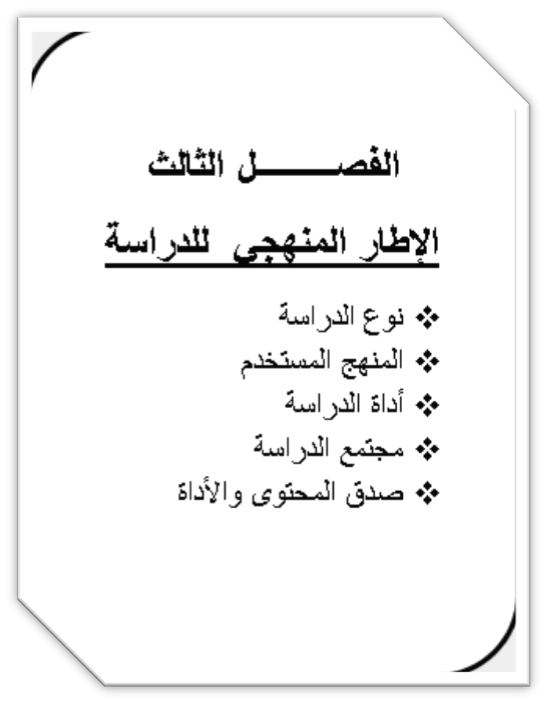 الفصـــــــل الثالث
الإطار المنهجي للدراسة
❖ نوع الدراسة
❖ المنهج المستخدم
❖ أداة الدراسة
❖ مجتمع الدراسة
❖ صدق المحتوى والأداة